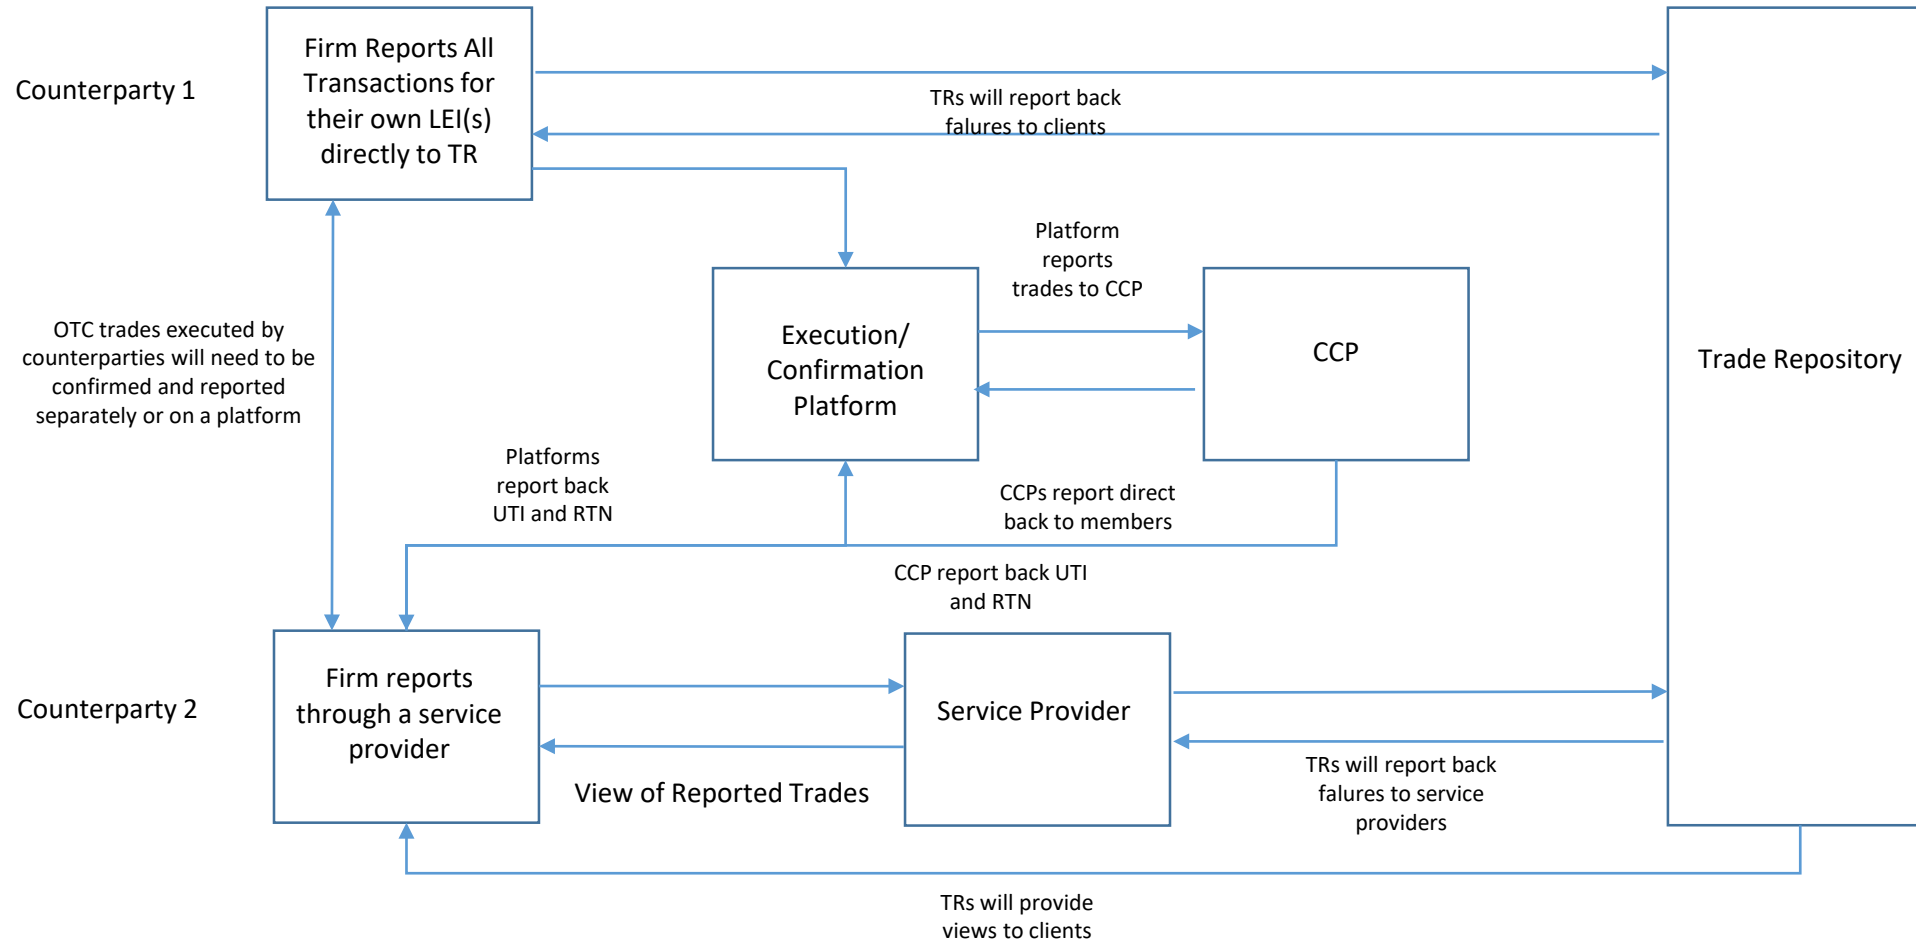 Counterparty 1
Firm Reports All
Transactions for
their own LEI(s)
directly to TR
TRs will report back
falures to clients
Platform
reports
trades to CCP
OTC trades executed by
counterparties will need to be
confirmed and reported
separately or on a platform
Execution/
Confirmation
Platform
CCP
Trade Repository
Platforms
report back
UTI and RTN
CCPs report direct
back to members
CCP report back UTI
and RTN
Counterparty 2
Firm reports
through a service
provider
Service Provider
View of Reported Trades
TRs will report back
falures to service
providers
TRs will provide
views to clients